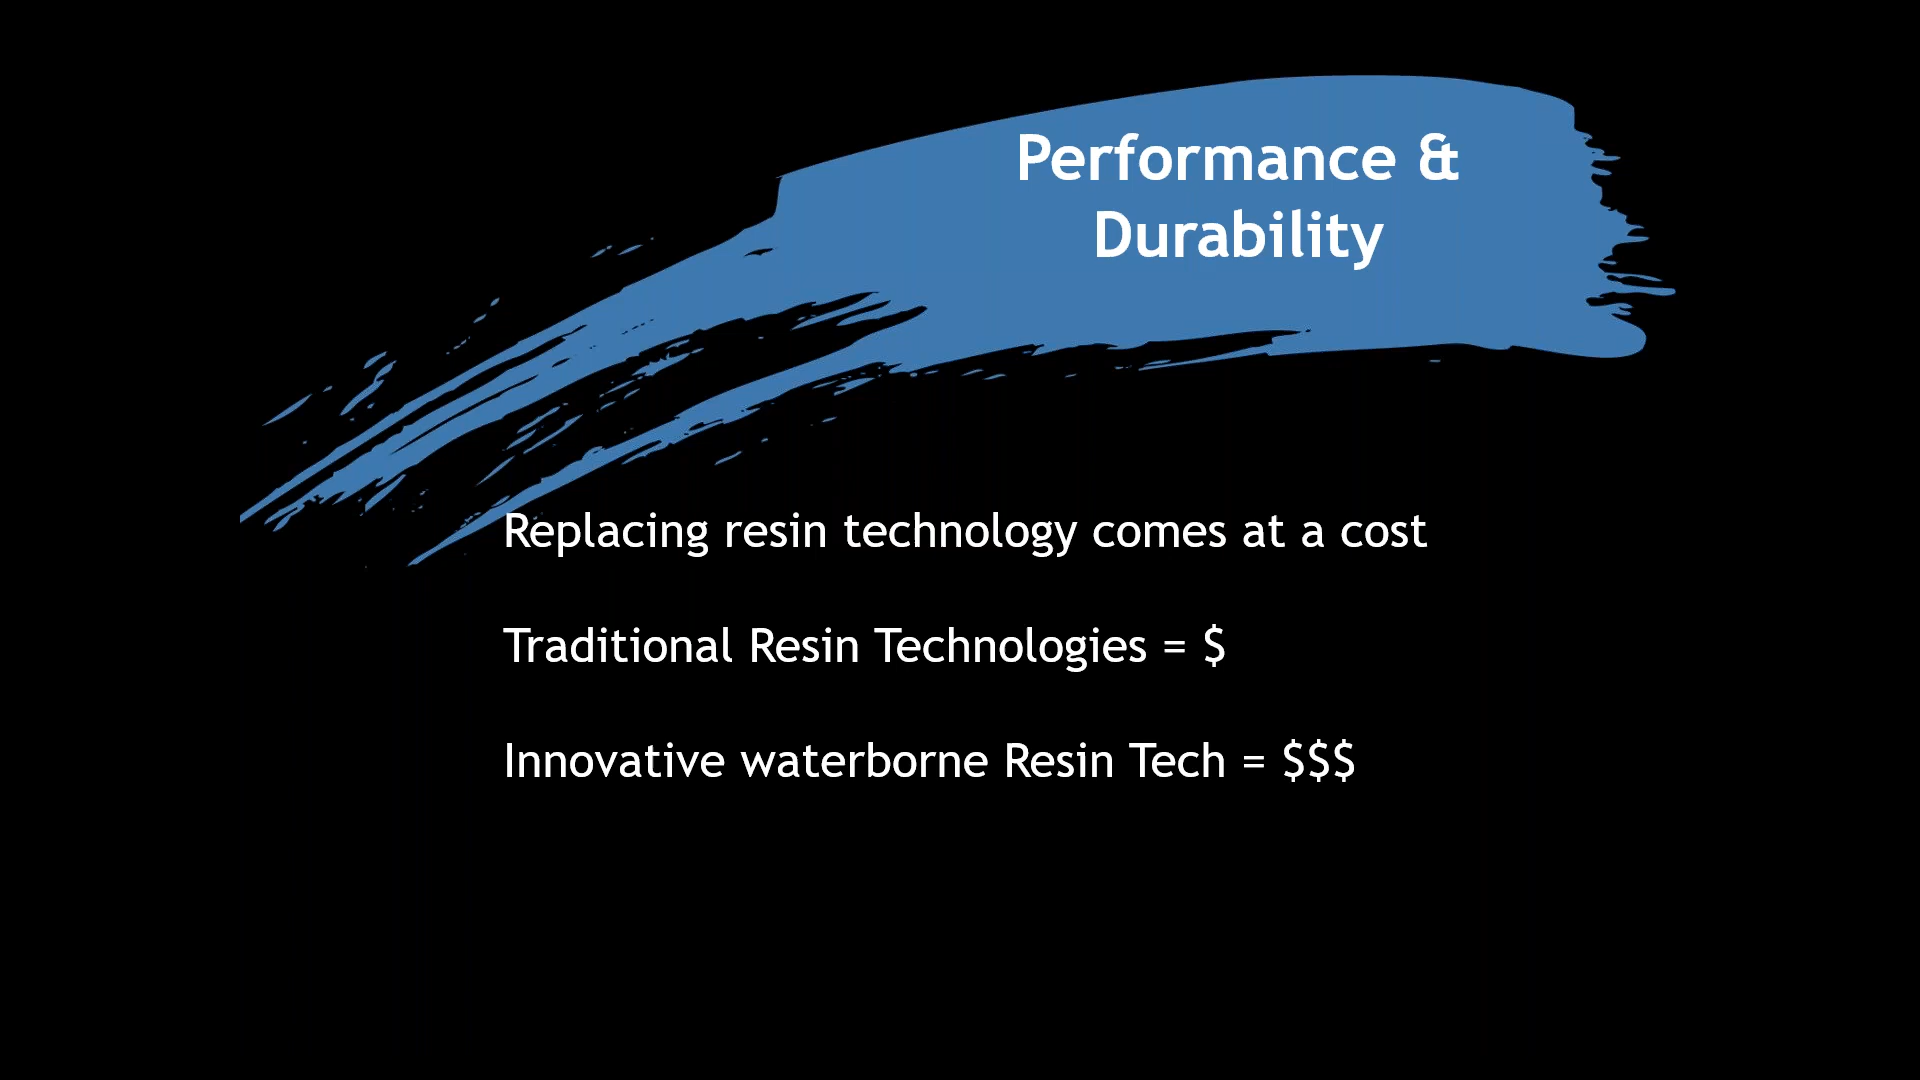 Performance &
Durability
Replacing resin technology comes at a cost
Traditional Resin Technologies = $
Innovative waterborne Resin Tech = $$$